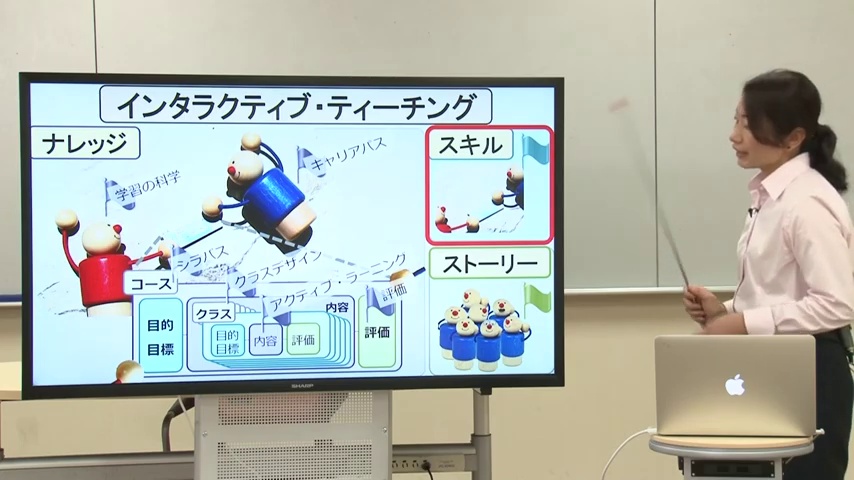 インタラクティブ・ティーチング
ナレッジ
スキル
キャリアパス
学習の科学
シラバス
クラスデザイン
アクティブ・ラーニング
評価
ストーリー
コース
目的
目標
クラス
内容
目的
目標
内容
評価
評価
SHARP